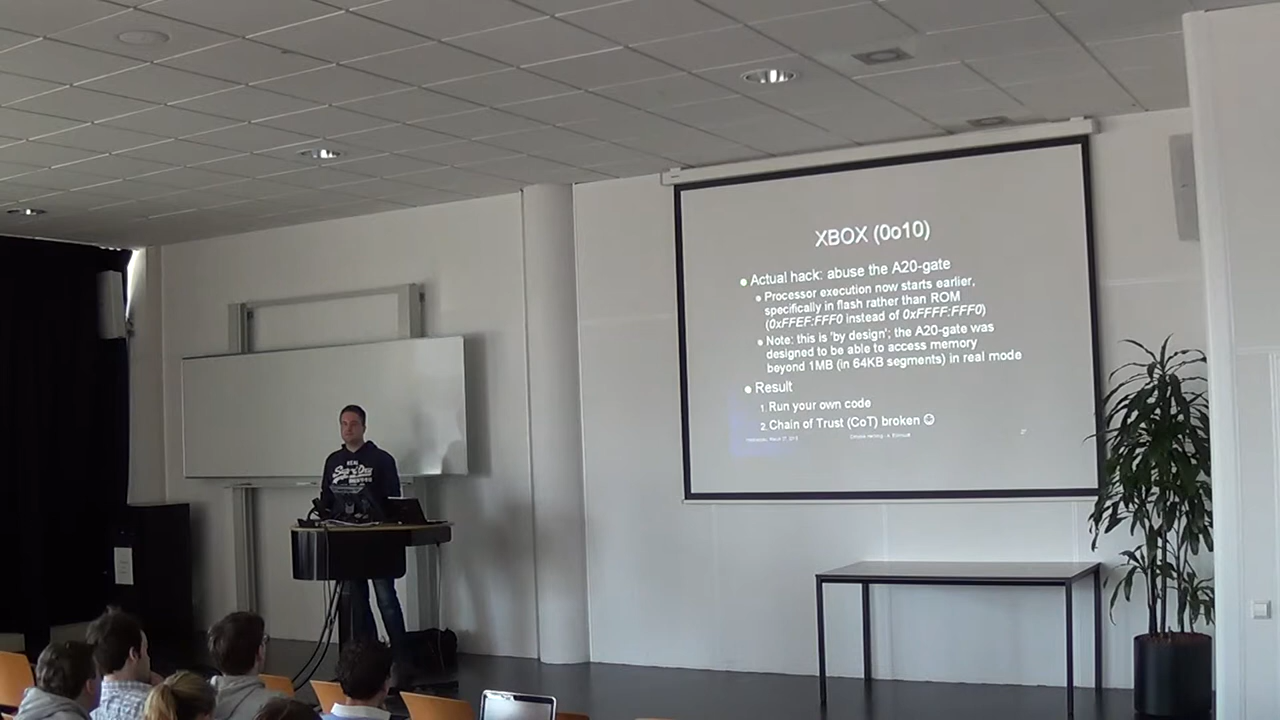 XBOX (0o10)
Actual hack: abuse the A20-gate
Processor execution now starts earlier,
specifically in flash rather than ROM
(0xFFEF:FFF0 instead of 0xFFFF:FFF0)
Note: this is 'by design'; the A20-gate was
designed to be able to access memory
beyond 1MB (in 64KB segments) in real mode
Result
1. Run your own code
2. Chain of Trust (CoT) broken ☺